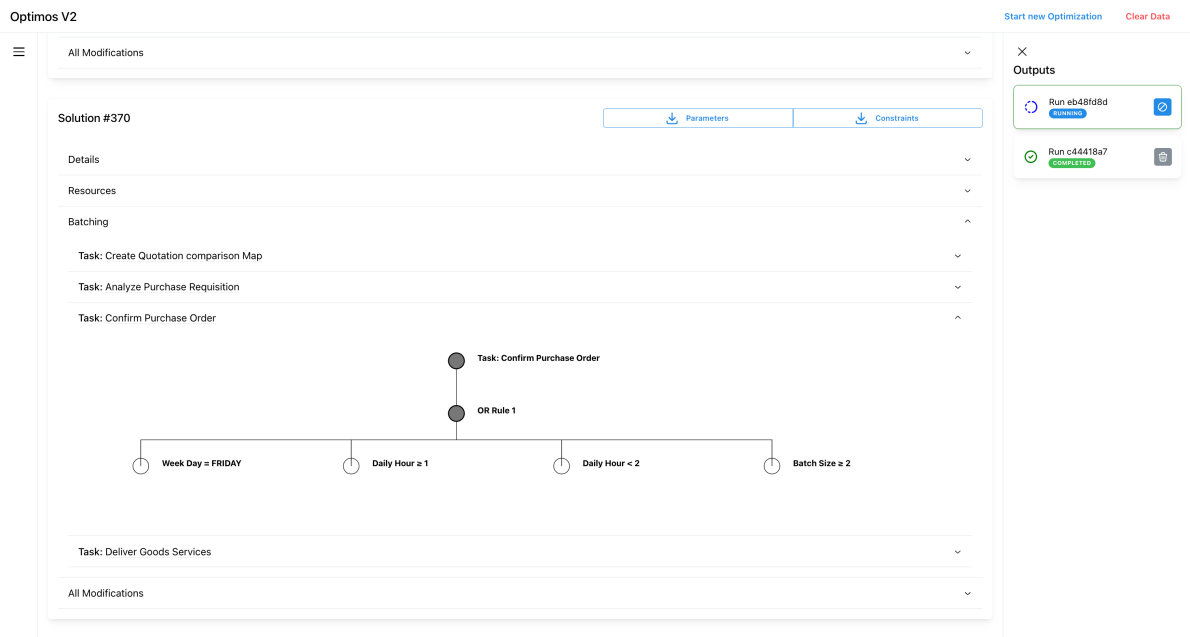 Optimos V2
Start new Optimization
Clear Data
All Modifications
Outputs
Run eb48fd8d
RUNNING
Run c44418a7
COMPLETED
Solution #370
Parameters
Constraints
Details
Resources
Batching
Task: Create Quotation comparison Map
Task: Analyze Purchase Requisition
Task: Confirm Purchase Order
Task: Confirm Purchase Order
OR Rule 1
Week Day = FRIDAY
Daily Hour ≥ 1
Daily Hour < 2
Batch Size ≥ 2
Task: Deliver Goods Services
All Modifications